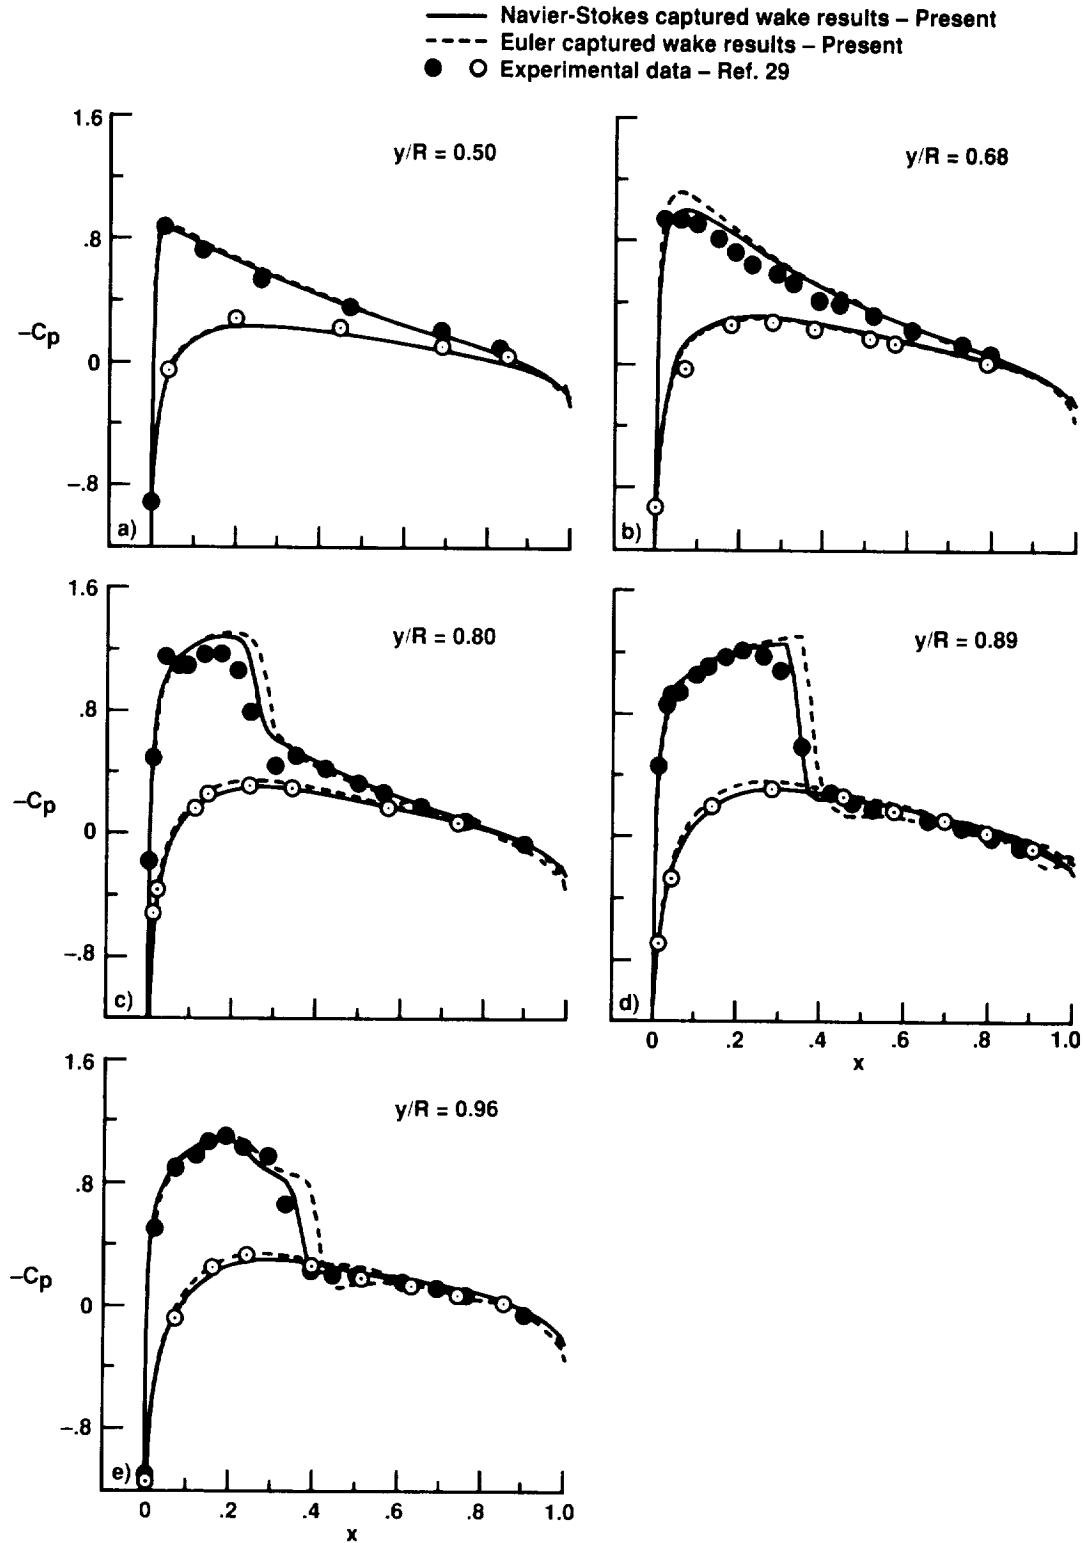 Navier-Stokes captured wake results – Present
Euler captured wake results – Present
Experimental data – Ref. 29
1.6
y/R = 0.50
.8
–Cp
0
–.8
a)
y/R = 0.68
b)
1.6
y/R = 0.80
.8
–Cp
0
–.8
c)
y/R = 0.89
d)
0 .2 .4 .6 .8 1.0
x
1.6
y/R = 0.96
.8
–Cp
0
–.8
e)
0 .2 .4 .6 .8 1.0
x